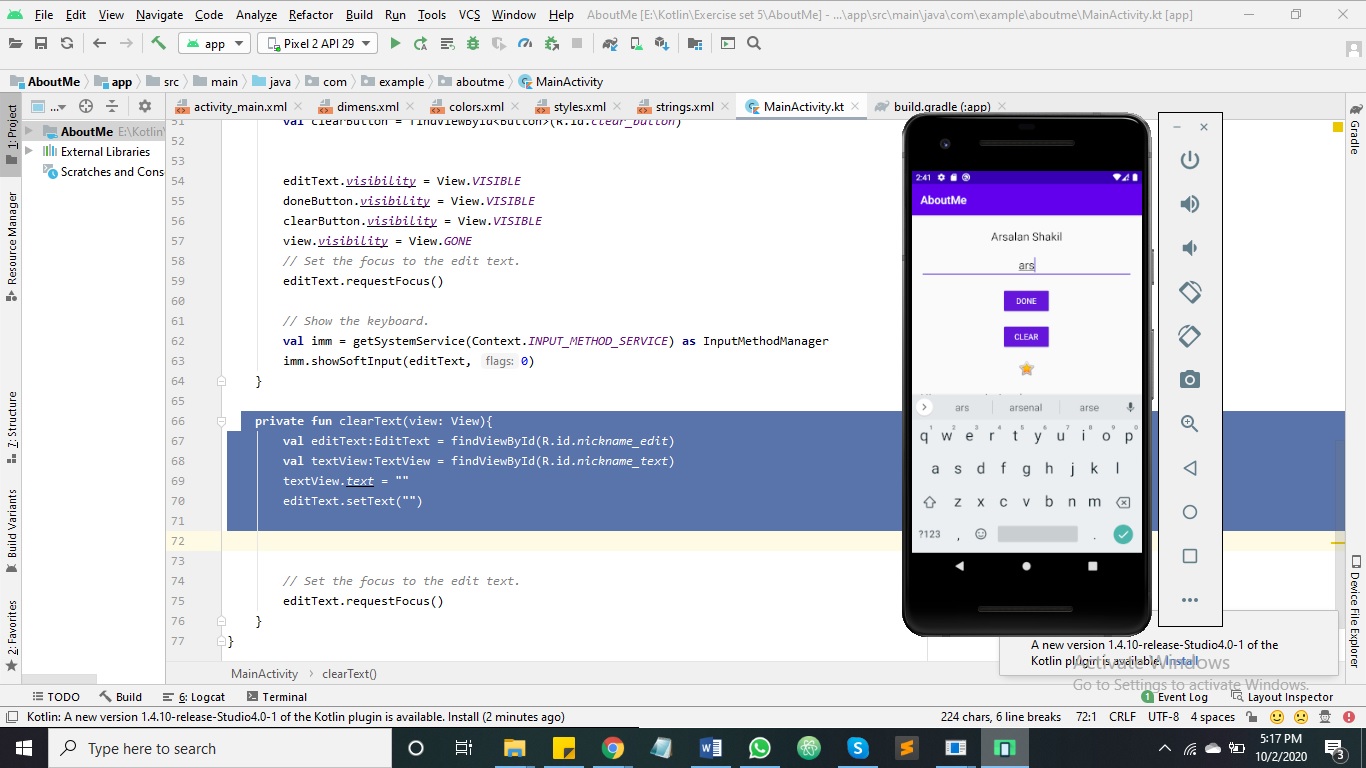 File Edit View Navigate Code Analyze Refactor Build Run Tools VCS Window Help AboutMe [E:\Kotlin\Exercise set 5\AboutMe] - ...\app\src\main\java\com\example\aboutme\MainActivity.kt [app]
app Pixel 2 API 29
AboutMe app src main java com example aboutme MainActivity
... activity_main.xml dimens.xml colors.xml styles.xml strings.xml MainActivity.kt build.gradle (:app)
1: Project
Resource Manager
7: Structure
Build Variants
2: Favorites
AboutMe E:\Kotlin\
External Libraries
Scratches and Cons
51 val clearButton = findViewById<Button>(R.id.clear_button)
52
53
54 editText.visibility = View.VISIBLE
55 doneButton.visibility = View.VISIBLE
56 clearButton.visibility = View.VISIBLE
57 view.visibility = View.GONE
58 // Set the focus to the edit text.
59 editText.requestFocus()
60
61 // Show the keyboard.
62 val imm = getSystemService(Context.INPUT_METHOD_SERVICE) as InputMethodManager
63 imm.showSoftInput(editText, flags: 0)
64 }
65
66 private fun clearText(view: View){
67 val editText:EditText = findViewById(R.id.nickname_edit)
68 val textView:TextView = findViewById(R.id.nickname_text)
69 textView.text = ""
70 editText.setText("")
71
72
73
74 // Set the focus to the edit text.
75 editText.requestFocus()
76 }
77 }
MainActivity clearText()
2:41
AboutMe
Arsalan Shakil
ars
DONE
CLEAR
ars arsenal arse
q1 w2 e3 r4 t5 y6 u7 i8 o9 p0
a s d f g h j k l
z x c v b n m
?123 , .
Gradle
Device File Explorer
A new version 1.4.10-release-Studio4.0-1 of the
Kotlin plugin is available. Install
Activate Windows
Go to Settings to activate Windows.
TODO Build 6: Logcat Terminal 1 Event Log Layout Inspector
Kotlin: A new version 1.4.10-release-Studio4.0-1 of the Kotlin plugin is available. Install (2 minutes ago) 224 chars, 6 line breaks 72:1 CRLF UTF-8 4 spaces
Type here to search
5:17 PM
10/2/2020
3